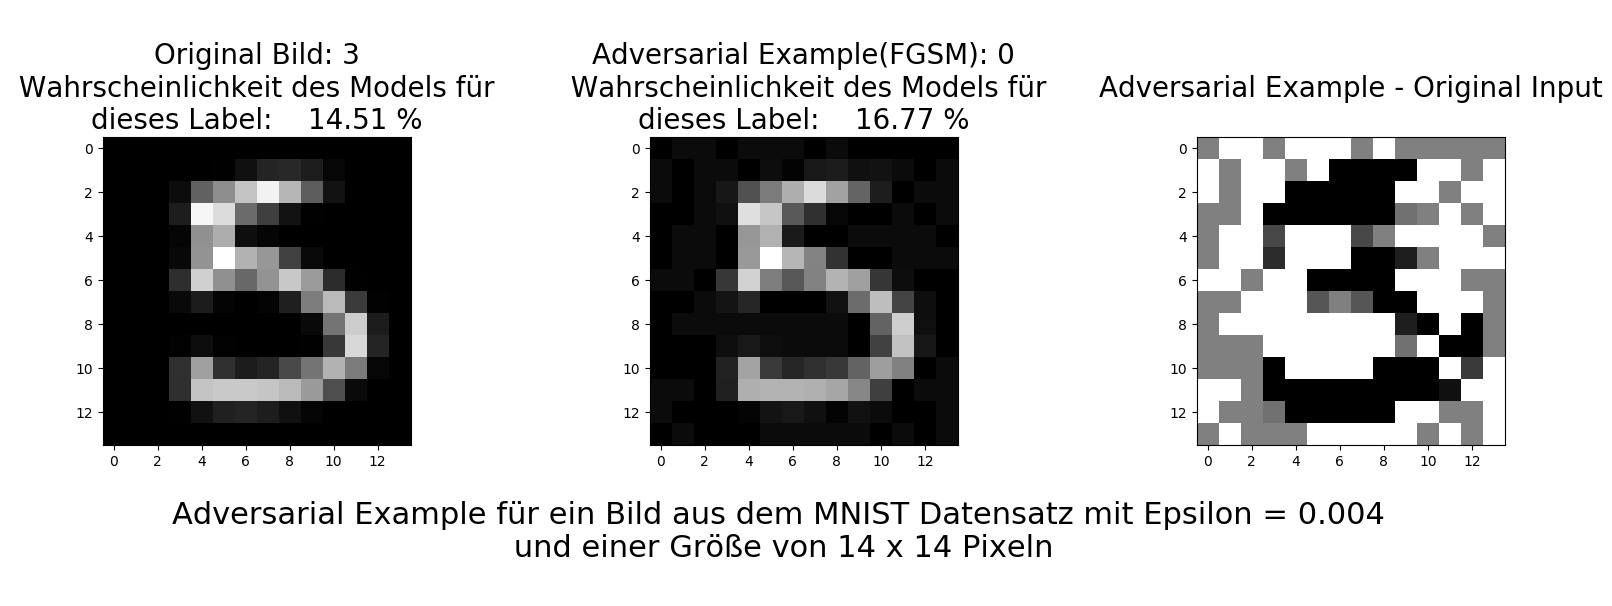 Original Bild: 3
Wahrscheinlichkeit des Models für
dieses Label: 14.51 %
0
2
4
6
8
10
12
0 2 4 6 8 10 12
Adversarial Example(FGSM): 0
Wahrscheinlichkeit des Models für
dieses Label: 16.77 %
0
2
4
6
8
10
12
0 2 4 6 8 10 12
Adversarial Example - Original Input
0
2
4
6
8
10
12
0 2 4 6 8 10 12
Adversarial Example für ein Bild aus dem MNIST Datensatz mit Epsilon = 0.004
und einer Größe von 14 x 14 Pixeln